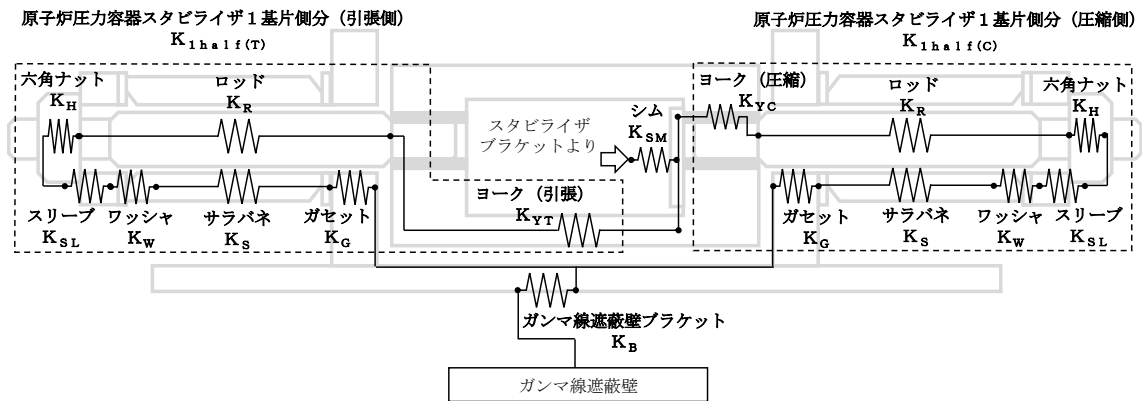 原子炉圧力容器スタビライザ１基片側分（引張側）
Ｋ１ｈａｌｆ(Ｔ)
原子炉圧力容器スタビライザ１基片側分（圧縮側）
Ｋ１ｈａｌｆ(Ｃ)
六角ナット
ＫＨ
ロッド
ＫＲ
スリーブ
ＫＳＬ
ワッシャ
ＫＷ
サラバネ
ＫＳ
ガセット
ＫＧ
スタビライザ
ブラケットより
シム
ＫＳＭ
ヨーク（引張）
ＫＹＴ
ヨーク（圧縮）
ＫＹＣ
ロッド
ＫＲ
六角ナット
ＫＨ
ガセット
ＫＧ
サラバネ
ＫＳ
ワッシャ
ＫＷ
スリーブ
ＫＳＬ
ガンマ線遮蔽壁ブラケット
ＫＢ
ガンマ線遮蔽壁